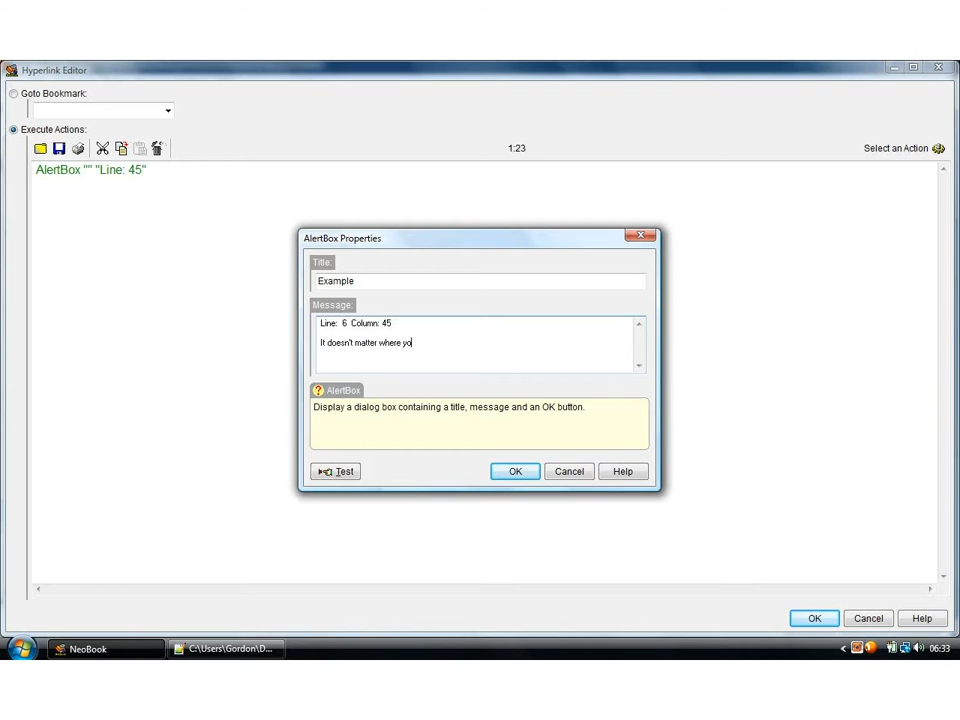 Hyperlink Editor
Goto Bookmark:
Execute Actions:
1:23
Select an Action
AlertBox "" "Line: 45"
AlertBox Properties
Title:
Example
Message:
Line: 6 Column: 45
It doesn't matter where yo
? AlertBox
Display a dialog box containing a title, message and an OK button.
Test
OK
Cancel
Help
OK
Cancel
Help
NeoBook
C:\Users\Gordon\D...
06:33